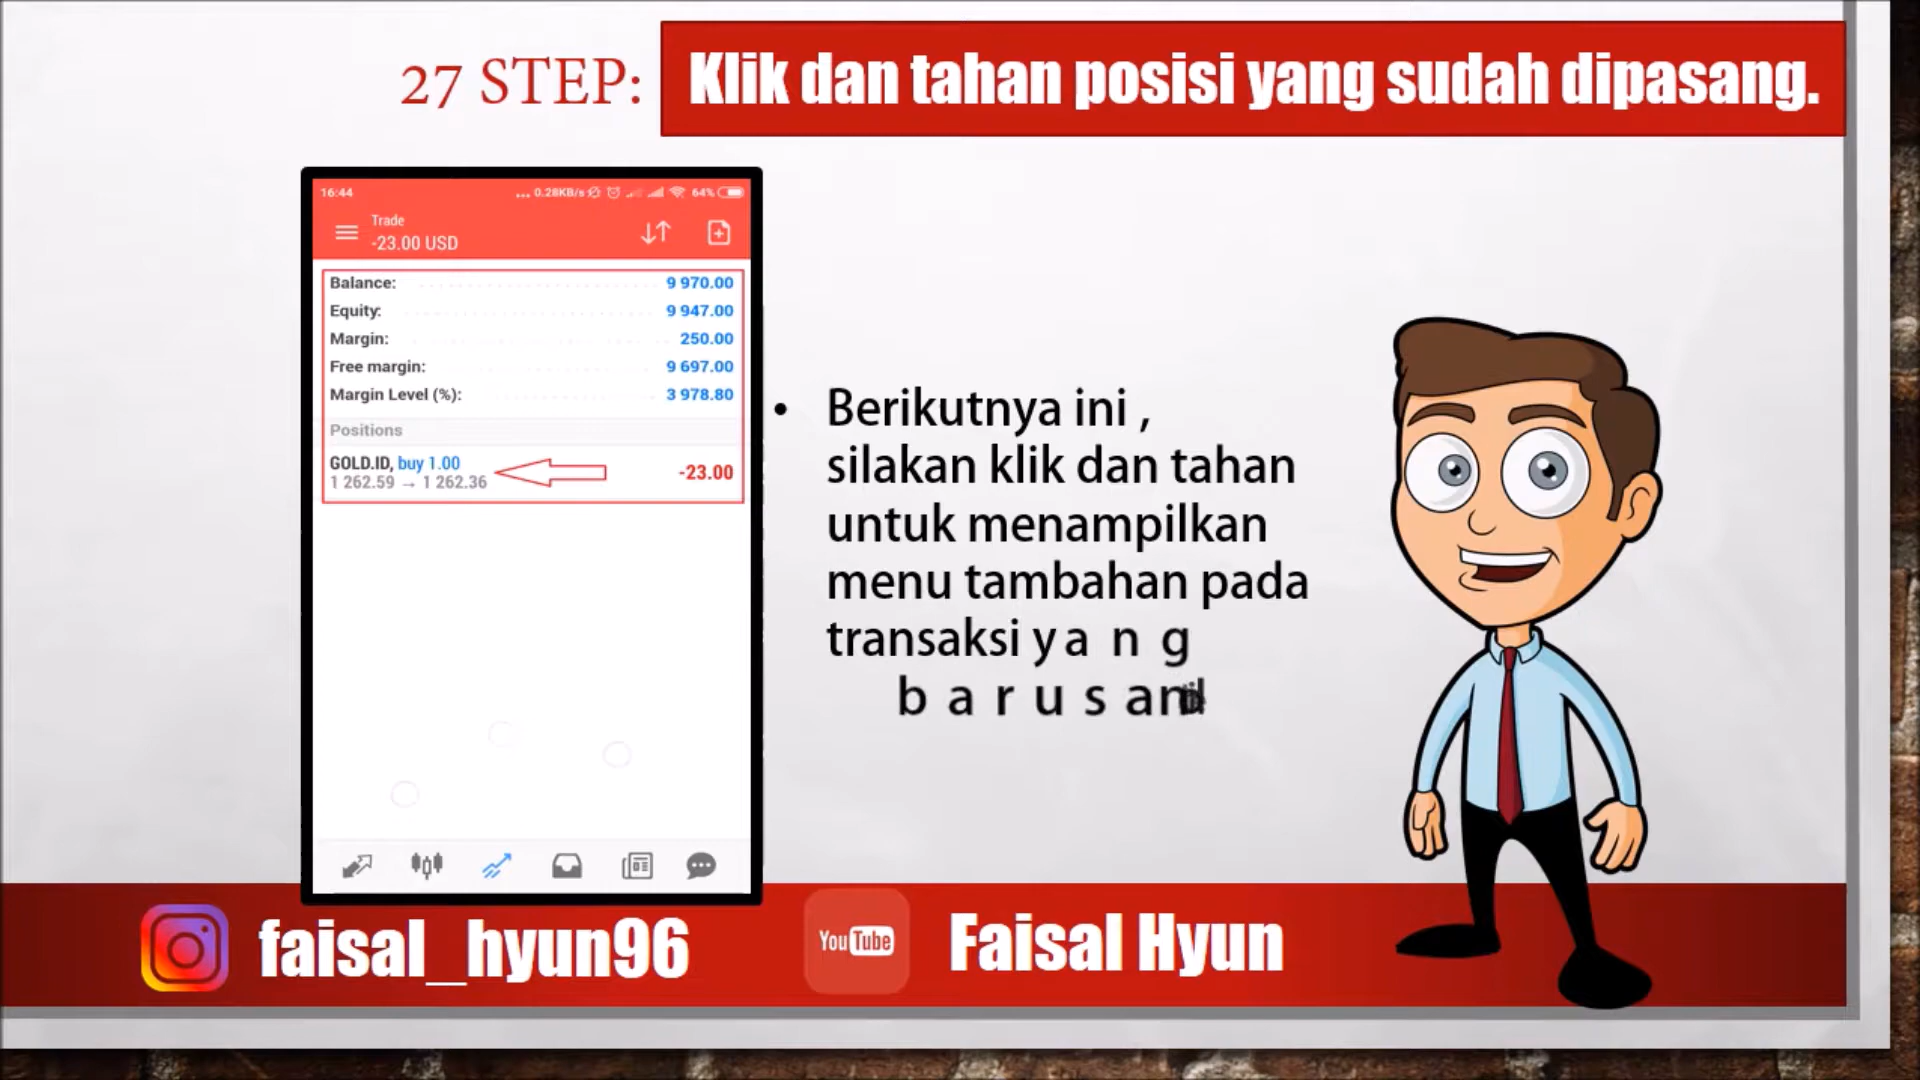 27 STEP: Klik dan tahan posisi yang sudah dipasang.
16:44 ... 0.28KB/s 64%
Trade
-23.00 USD
Balance: 9 970.00
Equity: 9 947.00
Margin: 250.00
Free margin: 9 697.00
Margin Level (%): 3 978.80
Positions
GOLD.ID, buy 1.00 -23.00
1 262.59 → 1 262.36
• Berikutnya ini ,
silakan klik dan tahan
untuk menampilkan
menu tambahan pada
transaksi yang
faisal_hyun96 YouTube Faisal Hyun